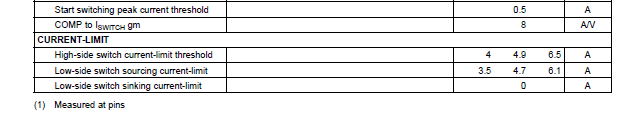 Start switching peak current threshold 0.5 A
COMP to ISWITCH gm 8 A/V
CURRENT-LIMIT
High-side switch current-limit threshold 4 4.9 6.5 A
Low-side switch sourcing current-limit 3.5 4.7 6.1 A
Low-side switch sinking current-limit 0 A
(1) Measured at pins